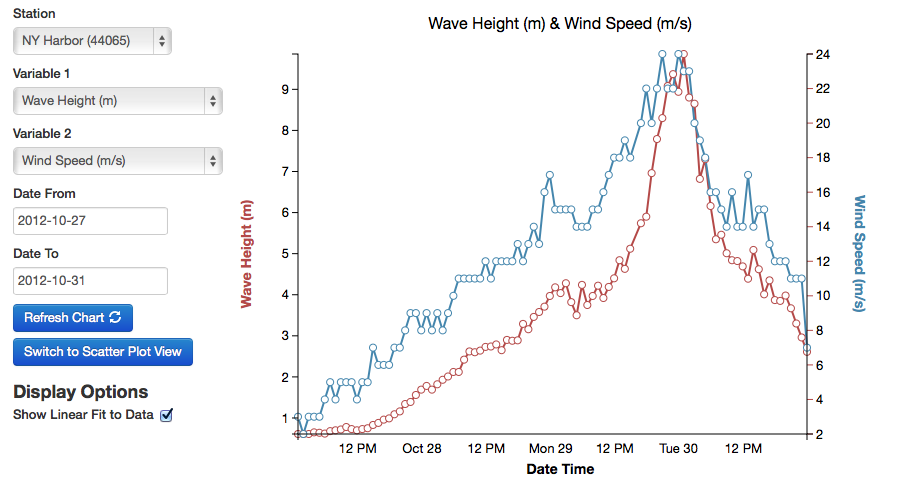 Station
NY Harbor (44065)
Variable 1
Wave Height (m)
Variable 2
Wind Speed (m/s)
Date From
2012-10-27
Date To
2012-10-31
Refresh Chart
Switch to Scatter Plot View
Display Options
Show Linear Fit to Data
Wave Height (m) & Wind Speed (m/s)
Wave Height (m)
9
8
7
6
5
4
3
2
1
24
22
20
18
16
14
12
10
8
6
4
2
Wind Speed (m/s)
12 PM Oct 28 12 PM Mon 29 12 PM Tue 30 12 PM
Date Time